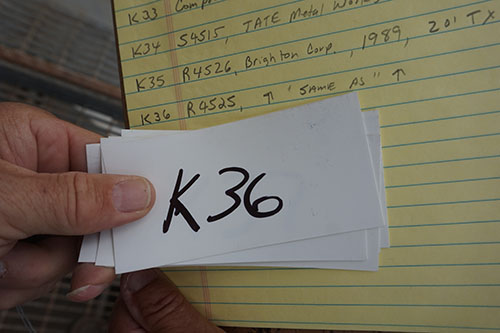 K33 Comp
K34 S4515, TATE Metal Works
K35 R4526, Brighton Corp., 1989, 20' TX
K36 R4525, ↑ "SAME AS" ↑
K36